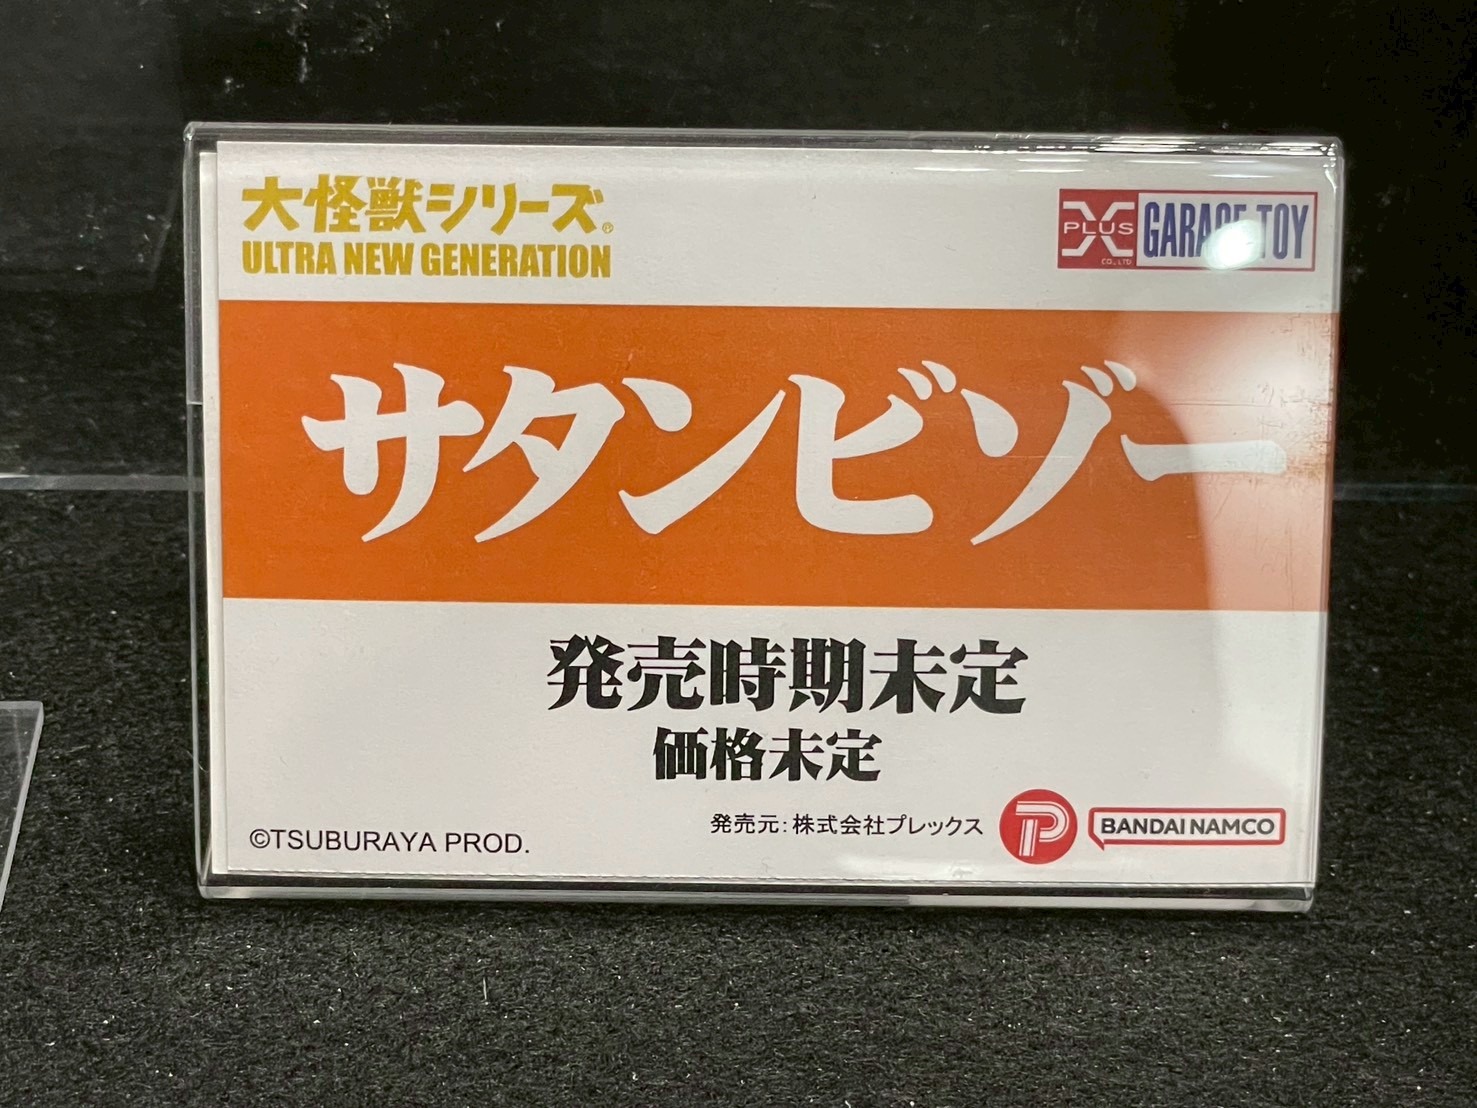 大怪獣シリーズ®
ULTRA NEW GENERATION
X PLUS CO.,LTD. GARAGE TOY
サタンビゾー
発売時期未定
価格未定
発売元:株式会社プレックス
P BANDAI NAMCO
©TSUBURAYA PROD.